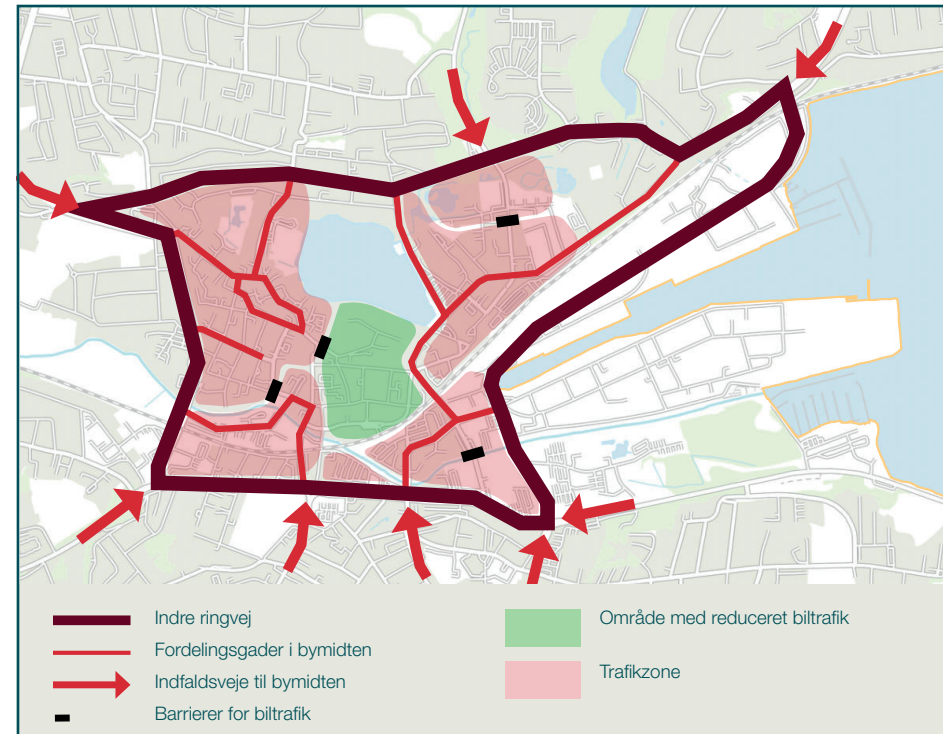 Indre ringvej
Fordelingsgader i bymidten
Indfaldsveje til bymidten
Barrierer for biltrafik
Område med reduceret biltrafik
Trafikzone